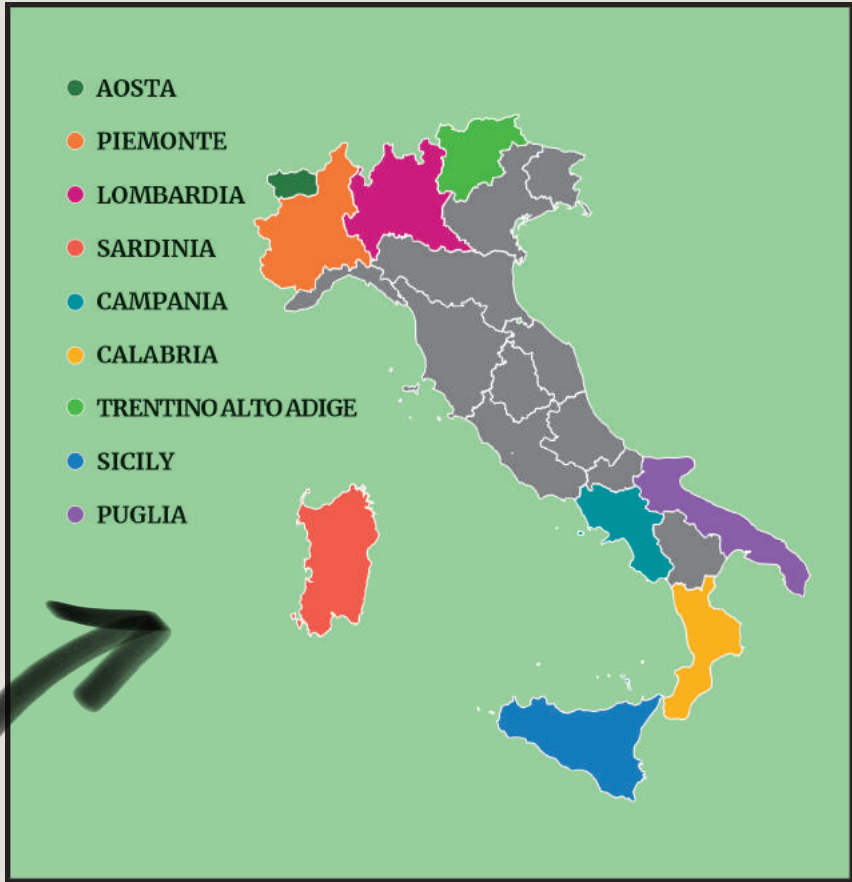 AOSTA
PIEMONTE
LOMBARDIA
SARDINIA
CAMPANIA
CALABRIA
TRENTINO ALTO ADIGE
SICILY
PUGLIA